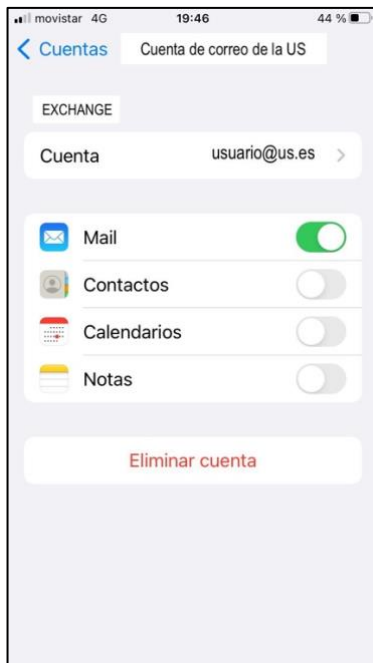 movistar 4G 19:46 44 %
Cuentas Cuenta de correo de la US
EXCHANGE
Cuenta usuario@us.es
Mail
Contactos
Calendarios
Notas
Eliminar cuenta